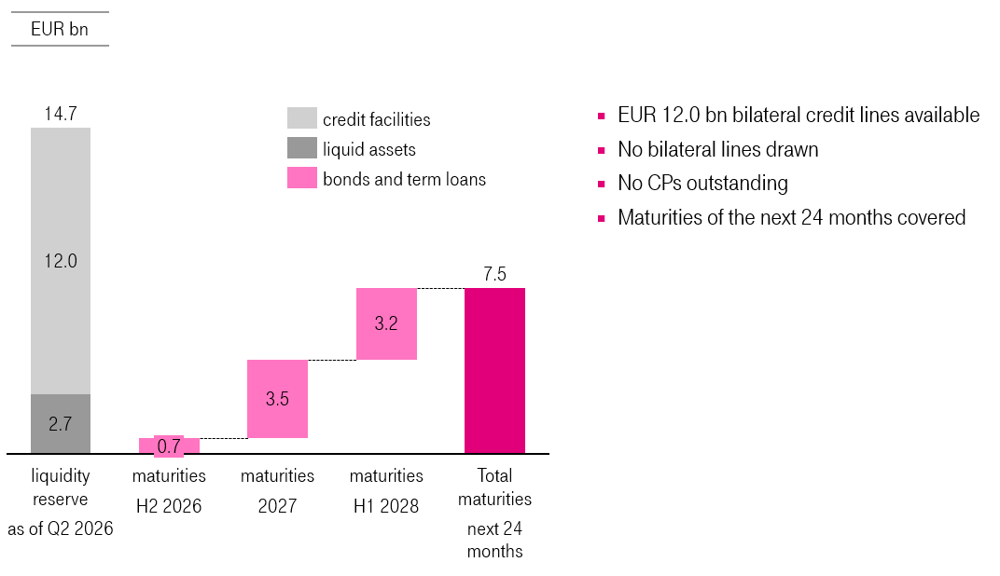 EUR bn
14.7
12.0
2.7
credit facilities
liquid assets
bonds and term loans
0.7
3.5
3.2
7.5
liquidity
reserve
as of Q2 2026
maturities
H2 2026
maturities
2027
maturities
H1 2028
Total
maturities
next 24
months
EUR 12.0 bn bilateral credit lines available
No bilateral lines drawn
No CPs outstanding
Maturities of the next 24 months covered